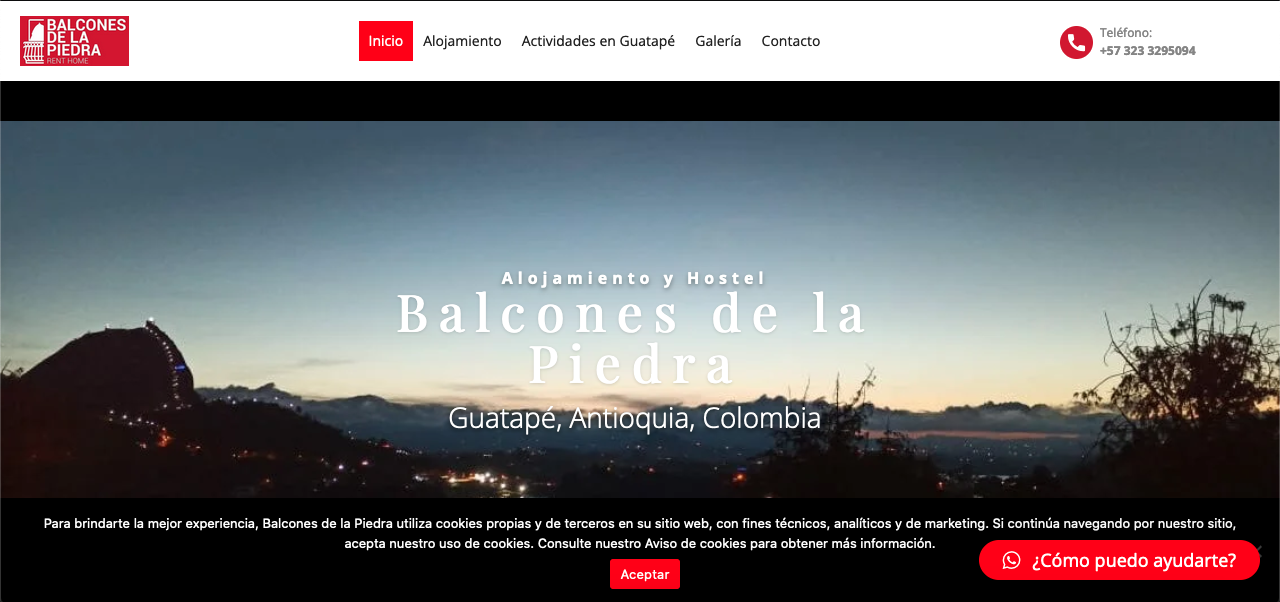 BALCONES
DE LA
PIEDRA
RENT HOME
Inicio
Alojamiento
Actividades en Guatapé
Galería
Contacto
Teléfono:
+57 323 3295094
Alojamiento y Hostel
Balcones de la
Piedra
Guatapé, Antioquia, Colombia
Para brindarte la mejor experiencia, Balcones de la Piedra utiliza cookies propias y de terceros en su sitio web, con fines técnicos, analíticos y de marketing. Si continúa navegando por nuestro sitio,
acepta nuestro uso de cookies. Consulte nuestro Aviso de cookies para obtener más información.
Aceptar
¿Cómo puedo ayudarte?